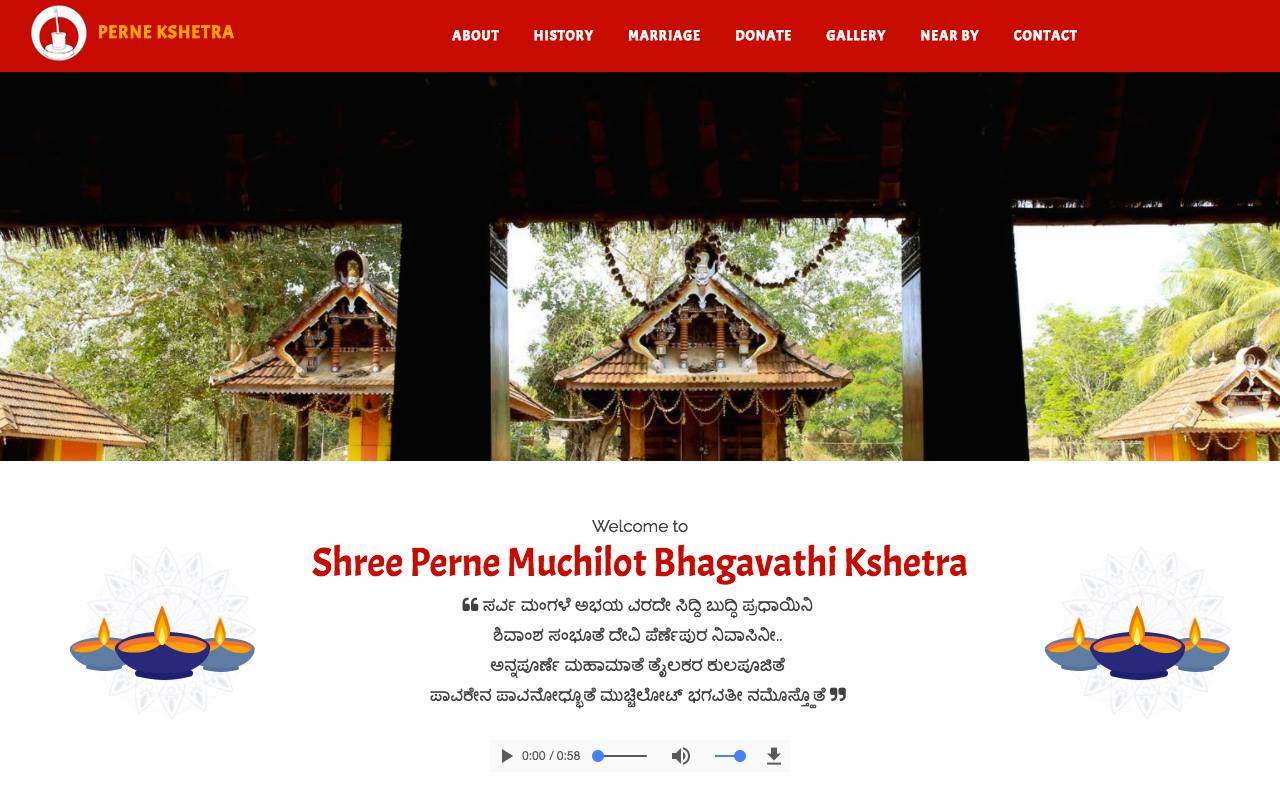 PERNE KSHETRA
ABOUT HISTORY MARRIAGE DONATE GALLERY NEAR BY CONTACT
Welcome to
Shree Perne Muchilot Bhagavathi Kshetra
❝ ಸರ್ವ ಮಂಗಳೆ ಅಭಯ ವರದೇ ಸಿದ್ದಿ ಬುದ್ಧಿ ಪ್ರಧಾಯಿನಿ
ಶಿವಾಂಶ ಸಂಭೂತೆ ದೇವಿ ಪೆರ್ಣೆಪುರ ನಿವಾಸಿನೀ..
ಅನ್ನಪೂರ್ಣೆ ಮಹಾಮಾತೆ ತೈಲಕರ ಕುಲಪೂಜಿತೆ
ಪಾವಕೇನ ಪಾವನೋಧ್ಭೂತೆ ಮುಚ್ಚಿಲೋಟ್ ಭಗವತೀ ನಮೊಸ್ತ್ಹೊತೆ ❞
0:00 / 0:58